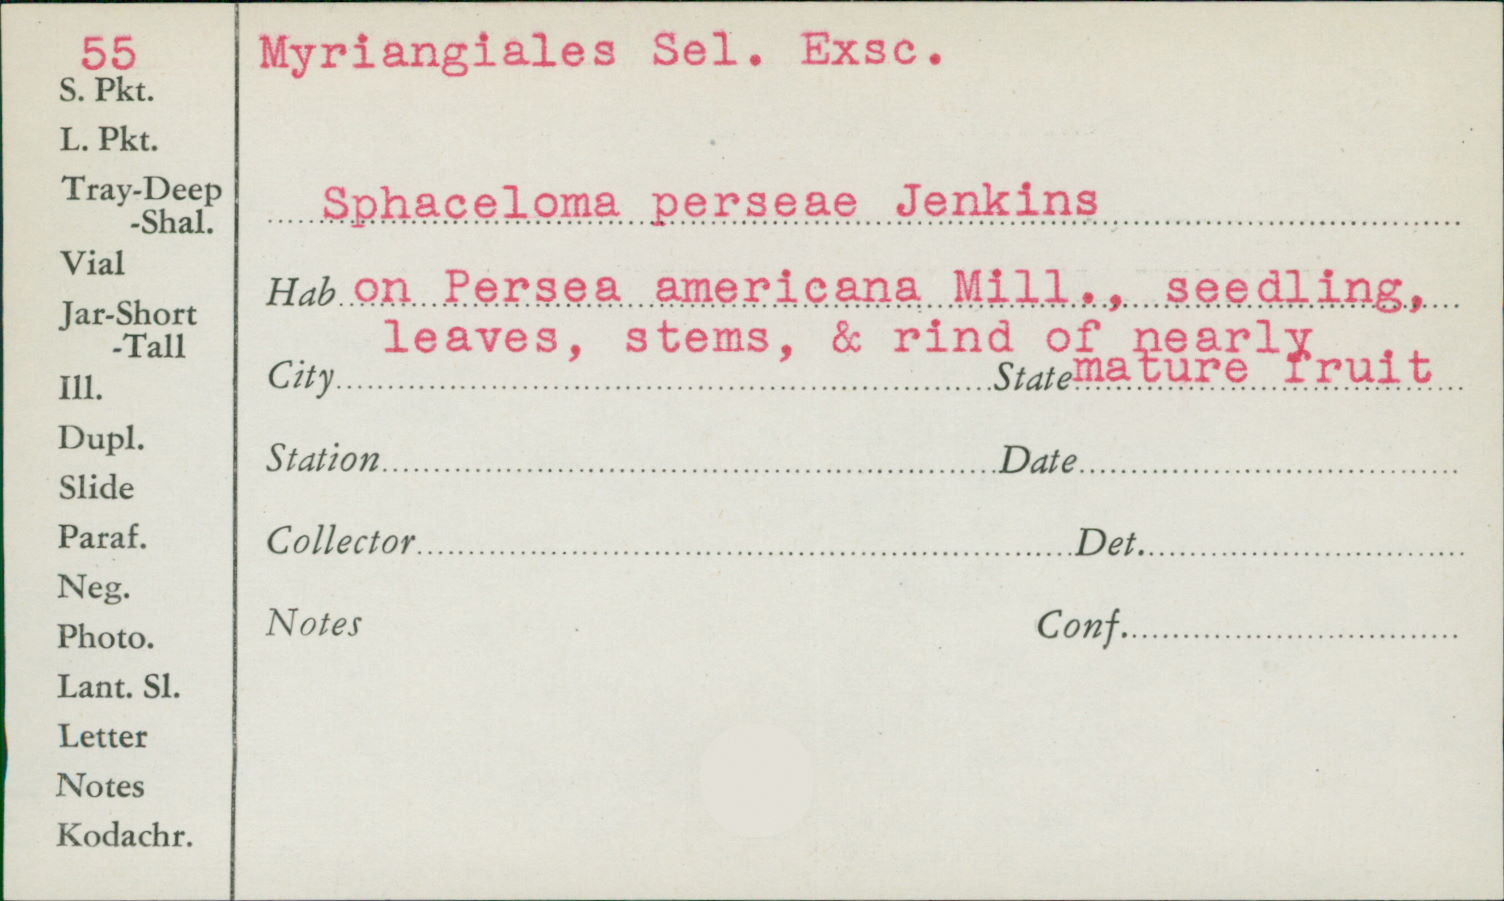 55
S. Pkt.
L. Pkt.
Tray-Deep
-Shal.
Vial
Jar-Short
-Tall
Ill.
Dupl.
Slide
Paraf.
Neg.
Photo.
Lant. Sl.
Letter
Notes
Kodachr.
Myriangiales Sel. Exsc.
Sphaceloma perseae Jenkins
Hab on Persea americana Mill., seedling,
leaves, stems, & rind of nearly
City State mature fruit
Station Date
Collector Det.
Notes Conf.